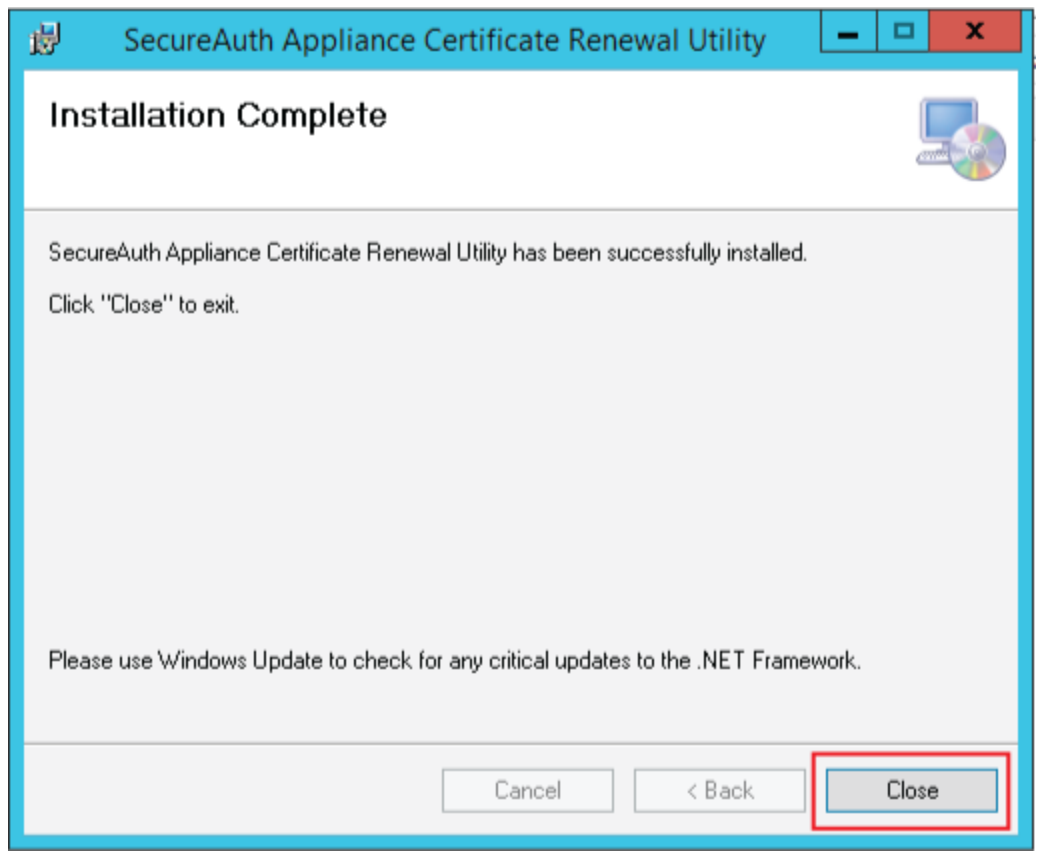 SecureAuth Appliance Certificate Renewal Utility
Installation Complete
SecureAuth Appliance Certificate Renewal Utility has been successfully installed.
Click "Close" to exit.
Please use Windows Update to check for any critical updates to the .NET Framework.
Cancel
< Back
Close